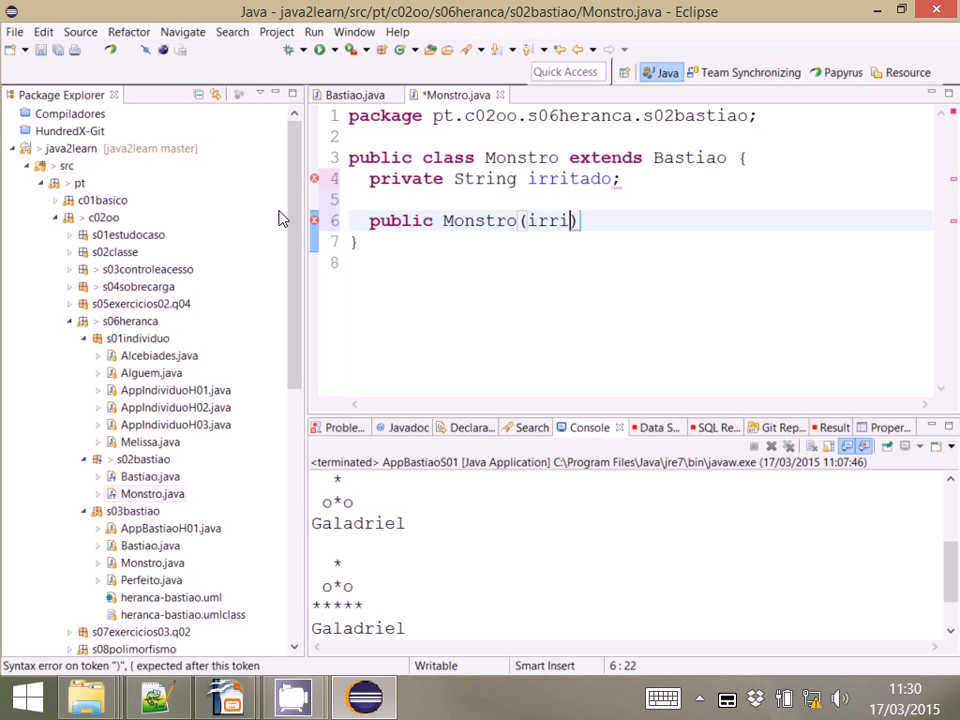 Java - java2learn/src/pt/c02oo/s06heranca/s02bastiao/Monstro.java - Eclipse
File Edit Source Refactor Navigate Search Project Run Window Help
Quick Access Java Team Synchronizing Papyrus Resource
Package Explorer
Compiladores
HundredX-Git
> java2learn [java2learn master]
src
pt
c01basico
> c02oo
s01estudocaso
s02classe
> s03controleacesso
> s04sobrecarga
s05exercicios02.q04
> s06heranca
s01individuo
Alcebiades.java
Alguem.java
AppIndividuoH01.java
AppIndividuoH02.java
AppIndividuoH03.java
Melissa.java
> s02bastiao
Bastiao.java
Monstro.java
s03bastiao
AppBastiaoH01.java
Bastiao.java
Monstro.java
Perfeito.java
heranca-bastiao.uml
heranca-bastiao.umlclass
s07exercicios03.q02
s08polimorfismo
Bastiao.java *Monstro.java
1 package pt.c02oo.s06heranca.s02bastiao;
2
3 public class Monstro extends Bastiao {
4 private String irritado;
5
6 public Monstro(irri)
7 }
8
Proble... Javadoc Declara... Search Console Data S... SQL Re... Git Rep... Result Proper...
<terminated> AppBastiaoS01 [Java Application] C:\Program Files\Java\jre7\bin\javaw.exe (17/03/2015 11:07:46)
*
o*o
Galadriel
*
o*o
*****
Galadriel
Syntax error on token ")", { expected after this token Writable Smart Insert 6 : 22
11:30
17/03/2015